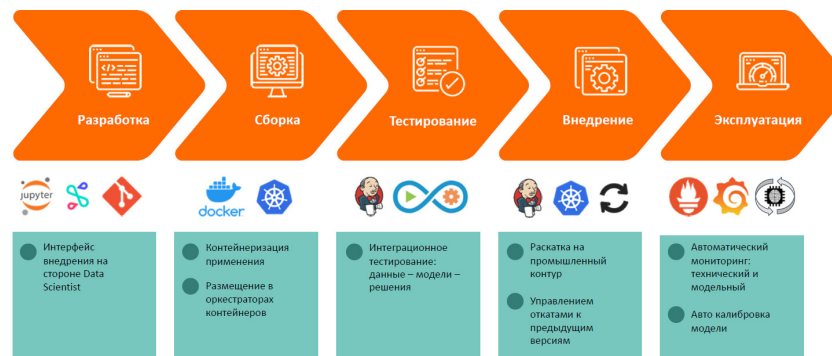 Разработка
Сборка
Тестирование
Внедрение
Эксплуатация
jupyter
docker
Интерфейс
внедрения на
стороне Data
Scientist
Контейнеризация
применения
Размещение в
оркестраторах
контейнеров
Интеграционное
тестирование:
данные – модели –
решения
Раскатка на
промышленный
контур
Управлением
откатами к
предыдущим
версиям
Автоматический
мониторинг:
технический и
модельный
Авто калибровка
модели